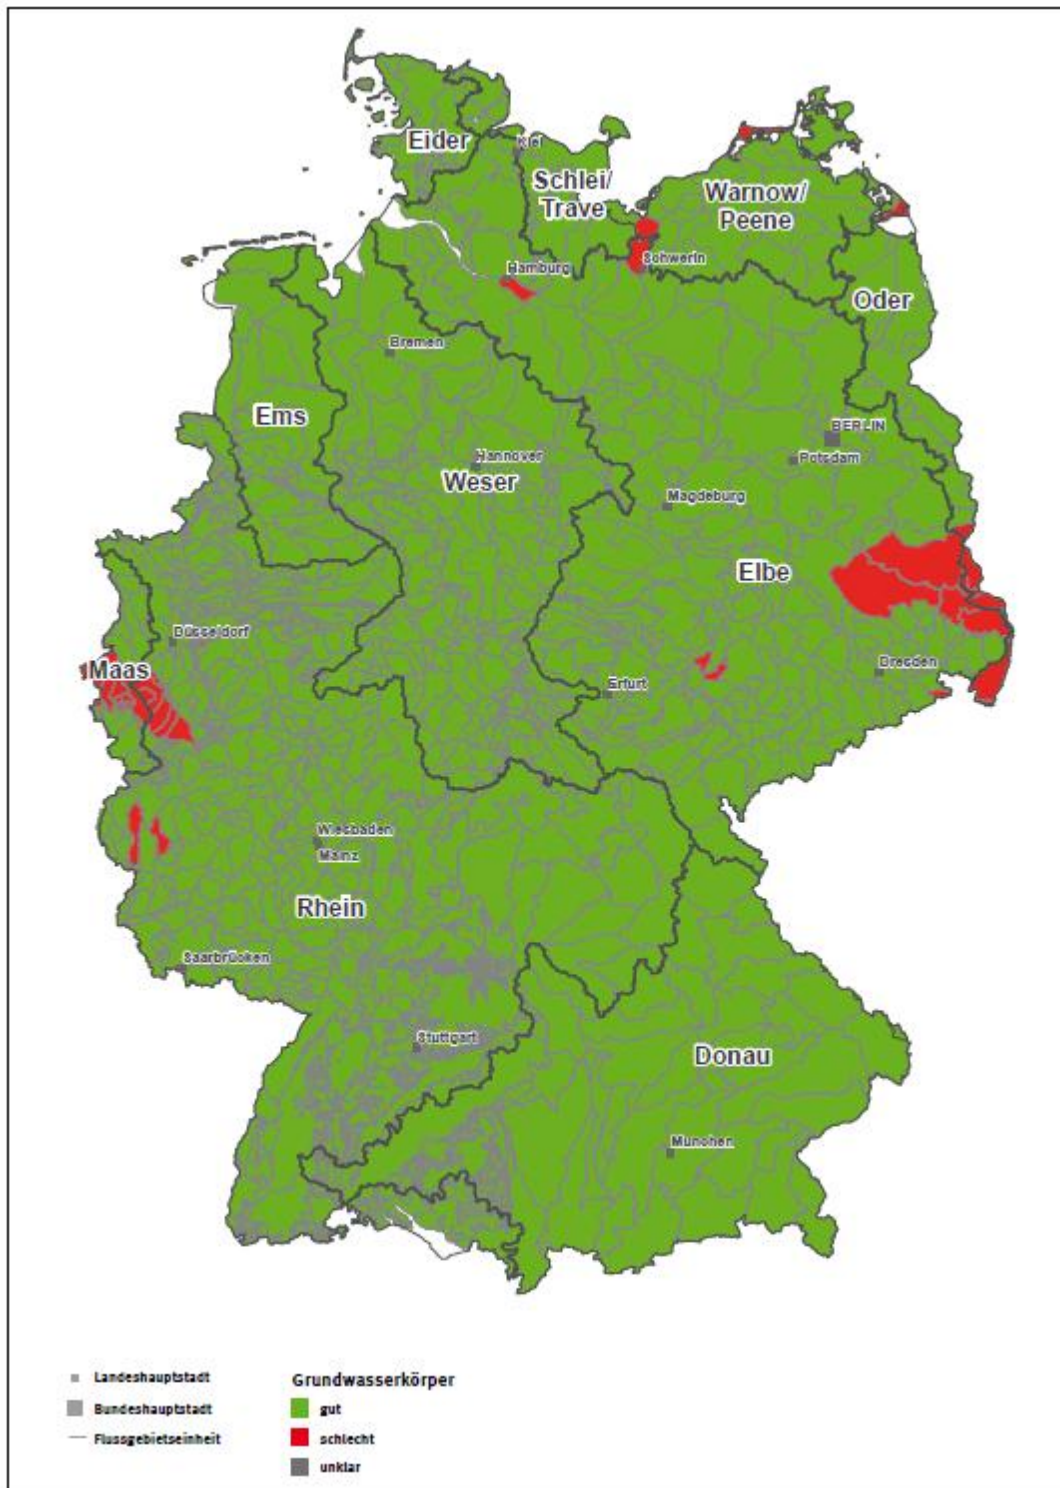 Eider
Kiel
Schlei/
Trave
Warnow/
Peene
Hamburg
Schwerin
Oder
Bremen
Ems
BERLIN
Hannover
Potsdam
Weser
Magdeburg
Elbe
Düsseldorf
Maas
Dresden
Erfurt
Wiesbaden
Mainz
Rhein
Saarbrücken
Stuttgart
Donau
München
Landeshauptstadt
Bundeshauptstadt
Flussgebietseinheit
Grundwasserkörper
gut
schlecht
unklar